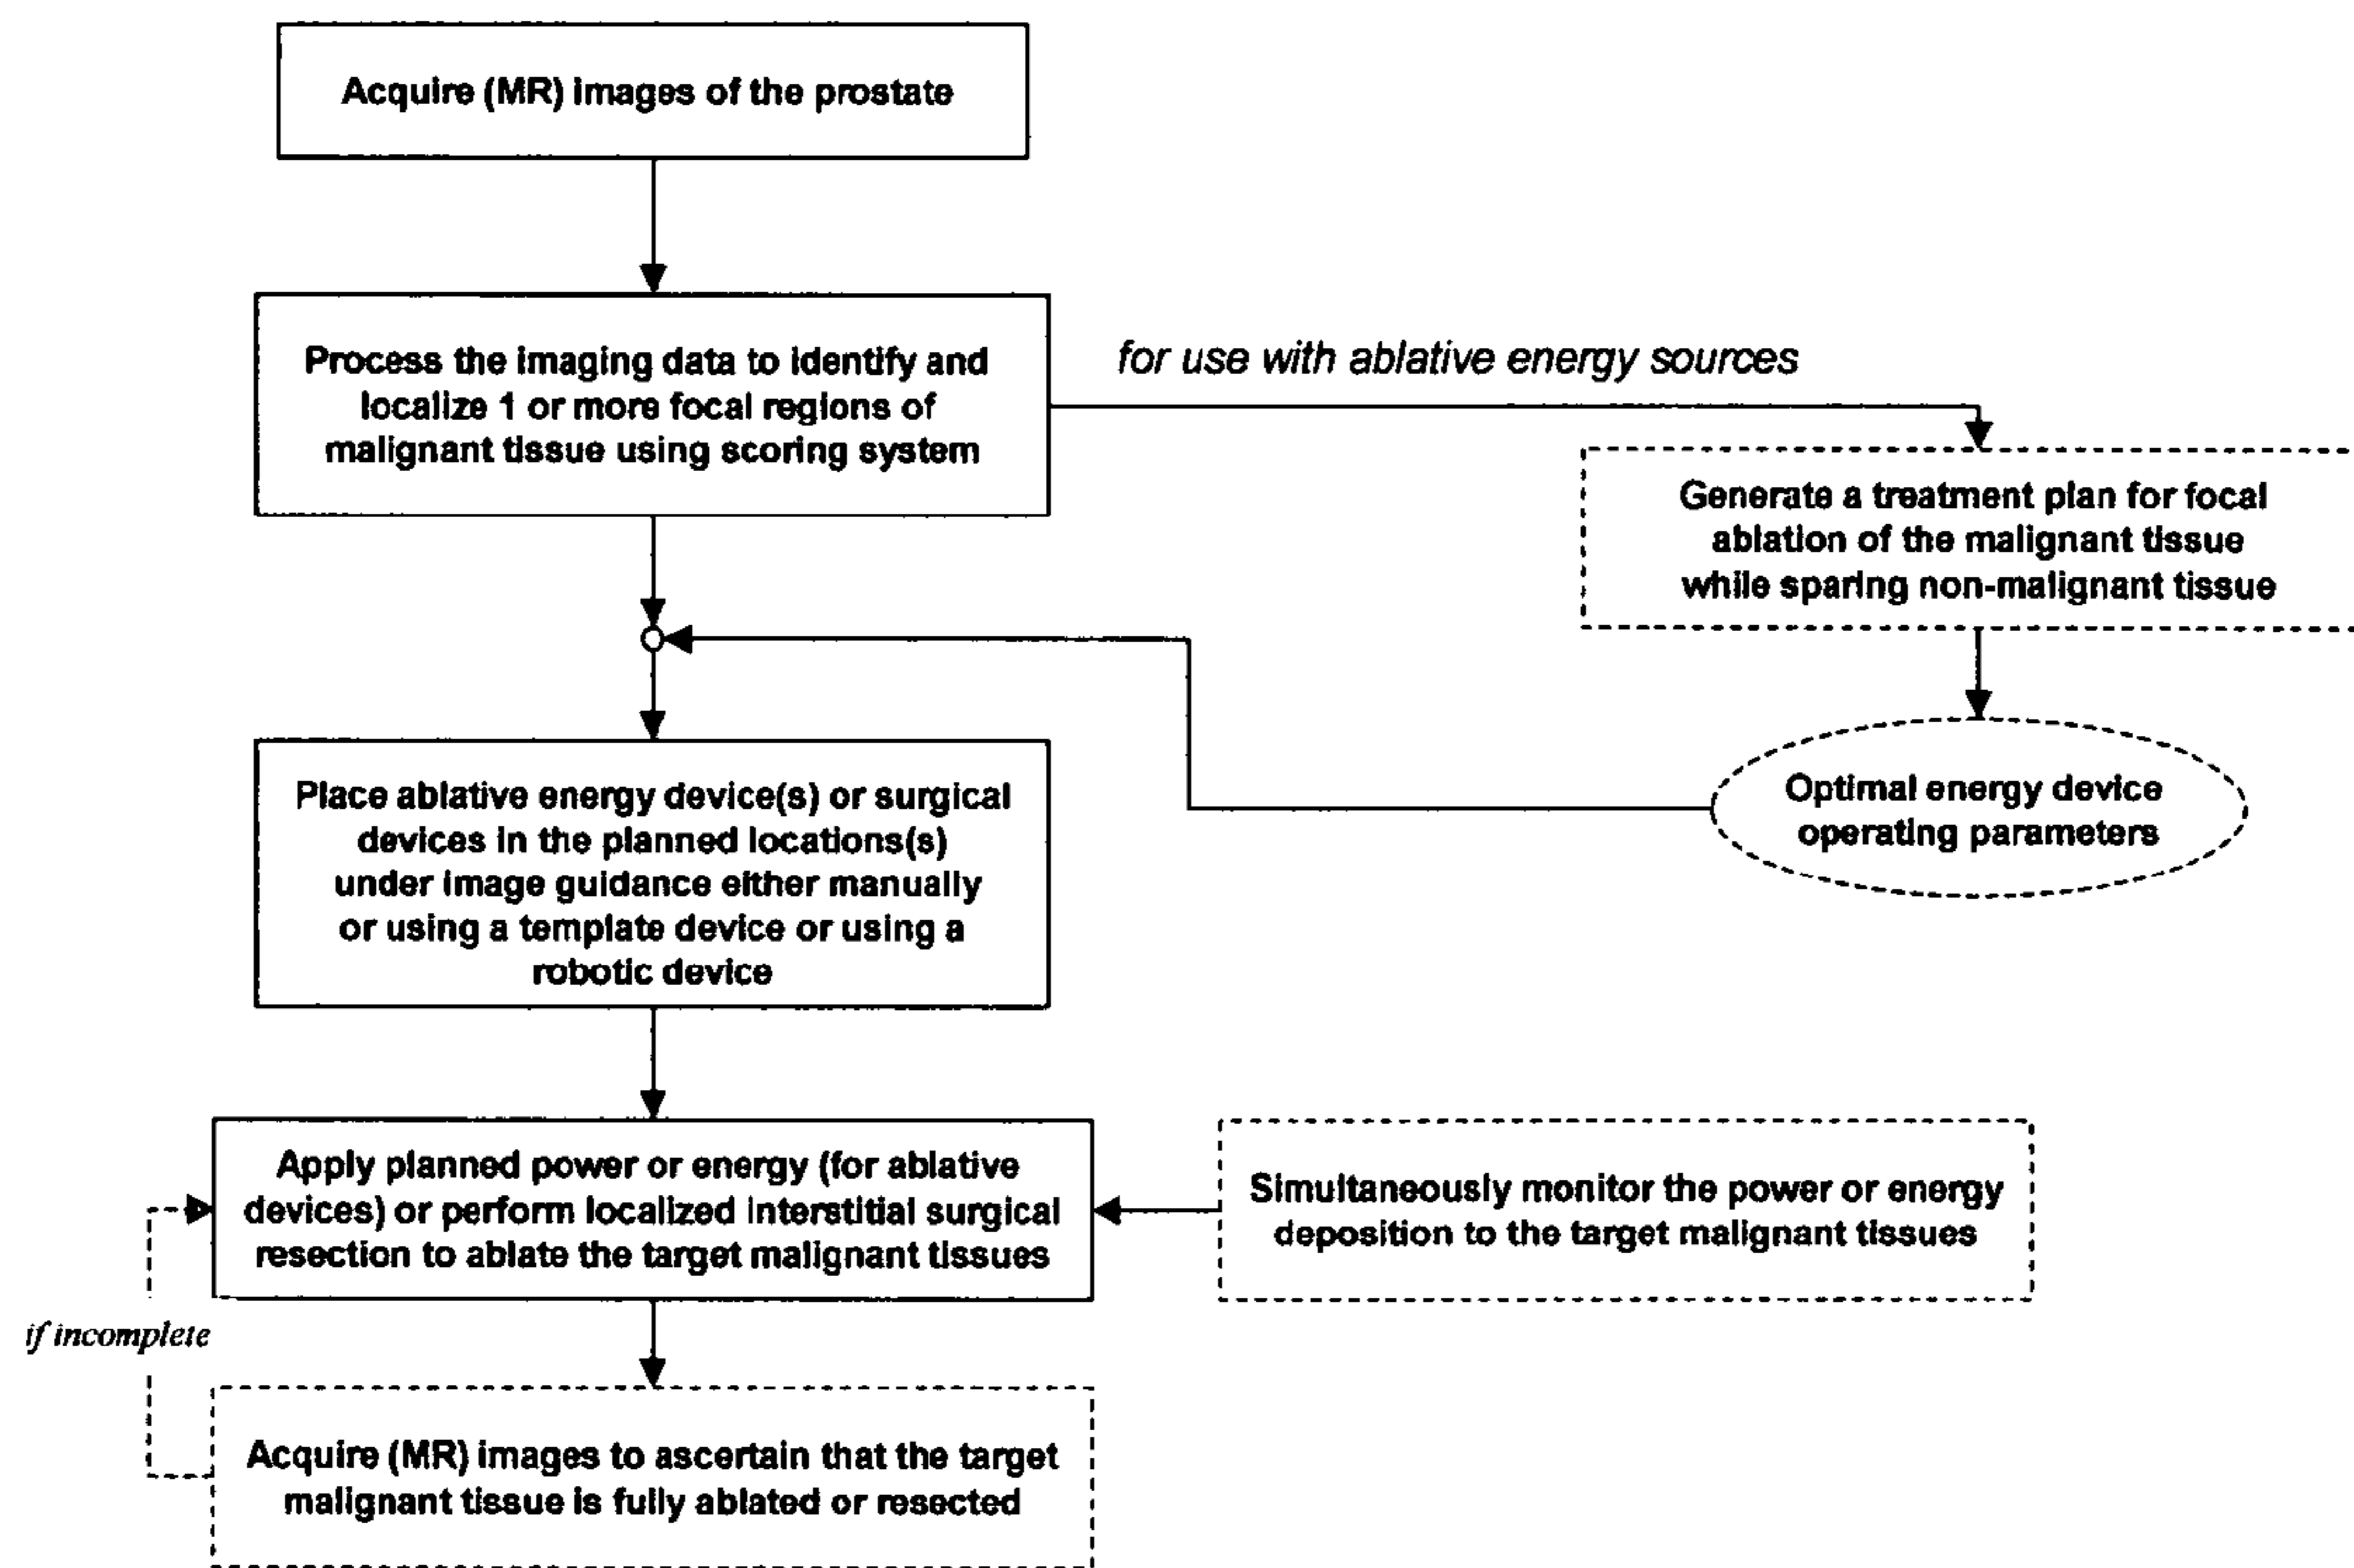 Acquire (MR) images of the prostate
Process the imaging data to identify and
localize 1 or more focal regions of
malignant tissue using scoring system
for use with ablative energy sources
Generate a treatment plan for focal
ablation of the malignant tissue
while sparing non-malignant tissue
Optimal energy device
operating parameters
Place ablative energy device(s) or surgical
devices in the planned locations(s)
under image guidance either manually
or using a template device or using a
robotic device
Apply planned power or energy (for ablative
devices) or perform localized interstitial surgical
resection to ablate the target malignant tissues
Simultaneously monitor the power or energy
deposition to the target malignant tissues
if incomplete
Acquire (MR) images to ascertain that the target
malignant tissue is fully ablated or resected